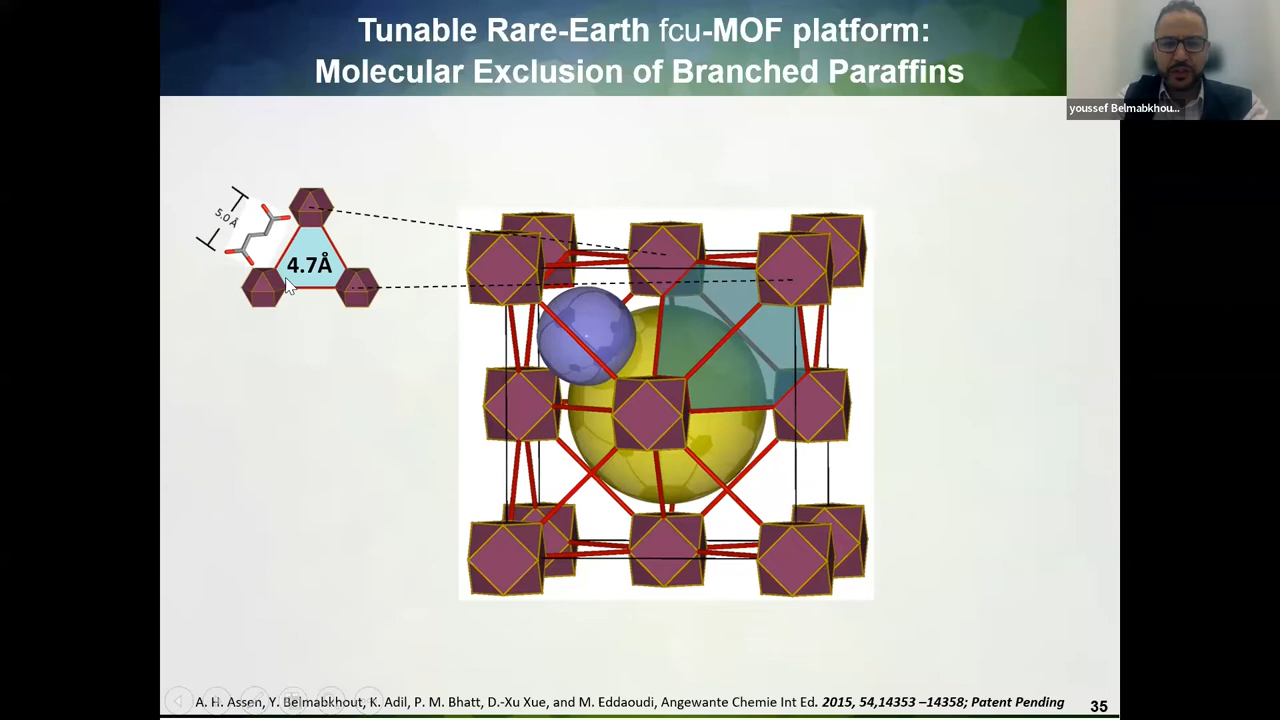 Tunable Rare-Earth fcu-MOF platform:
Molecular Exclusion of Branched Paraffins
youssef Belmabkhou...
5.0 Å
4.7Å
A. H. Assen, Y. Belmabkhout, K. Adil, P. M. Bhatt, D.-Xu Xue, and M. Eddaoudi, Angewante Chemie Int Ed. 2015, 54,14353 –14358; Patent Pending
35